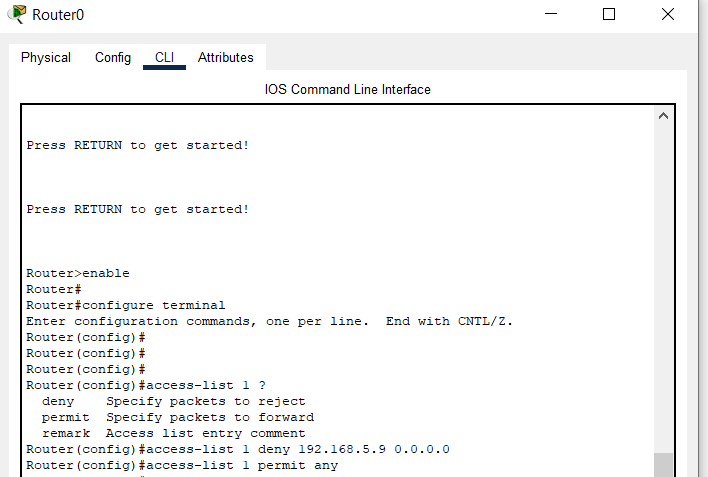 Router0
Physical Config CLI Attributes
IOS Command Line Interface
Press RETURN to get started!
Press RETURN to get started!
Router>enable
Router#
Router#configure terminal
Enter configuration commands, one per line.  End with CNTL/Z.
Router(config)#
Router(config)#
Router(config)#
Router(config)#access-list 1 ?
  deny    Specify packets to reject
  permit  Specify packets to forward
  remark  Access list entry comment
Router(config)#access-list 1 deny 192.168.5.9 0.0.0.0
Router(config)#access-list 1 permit any